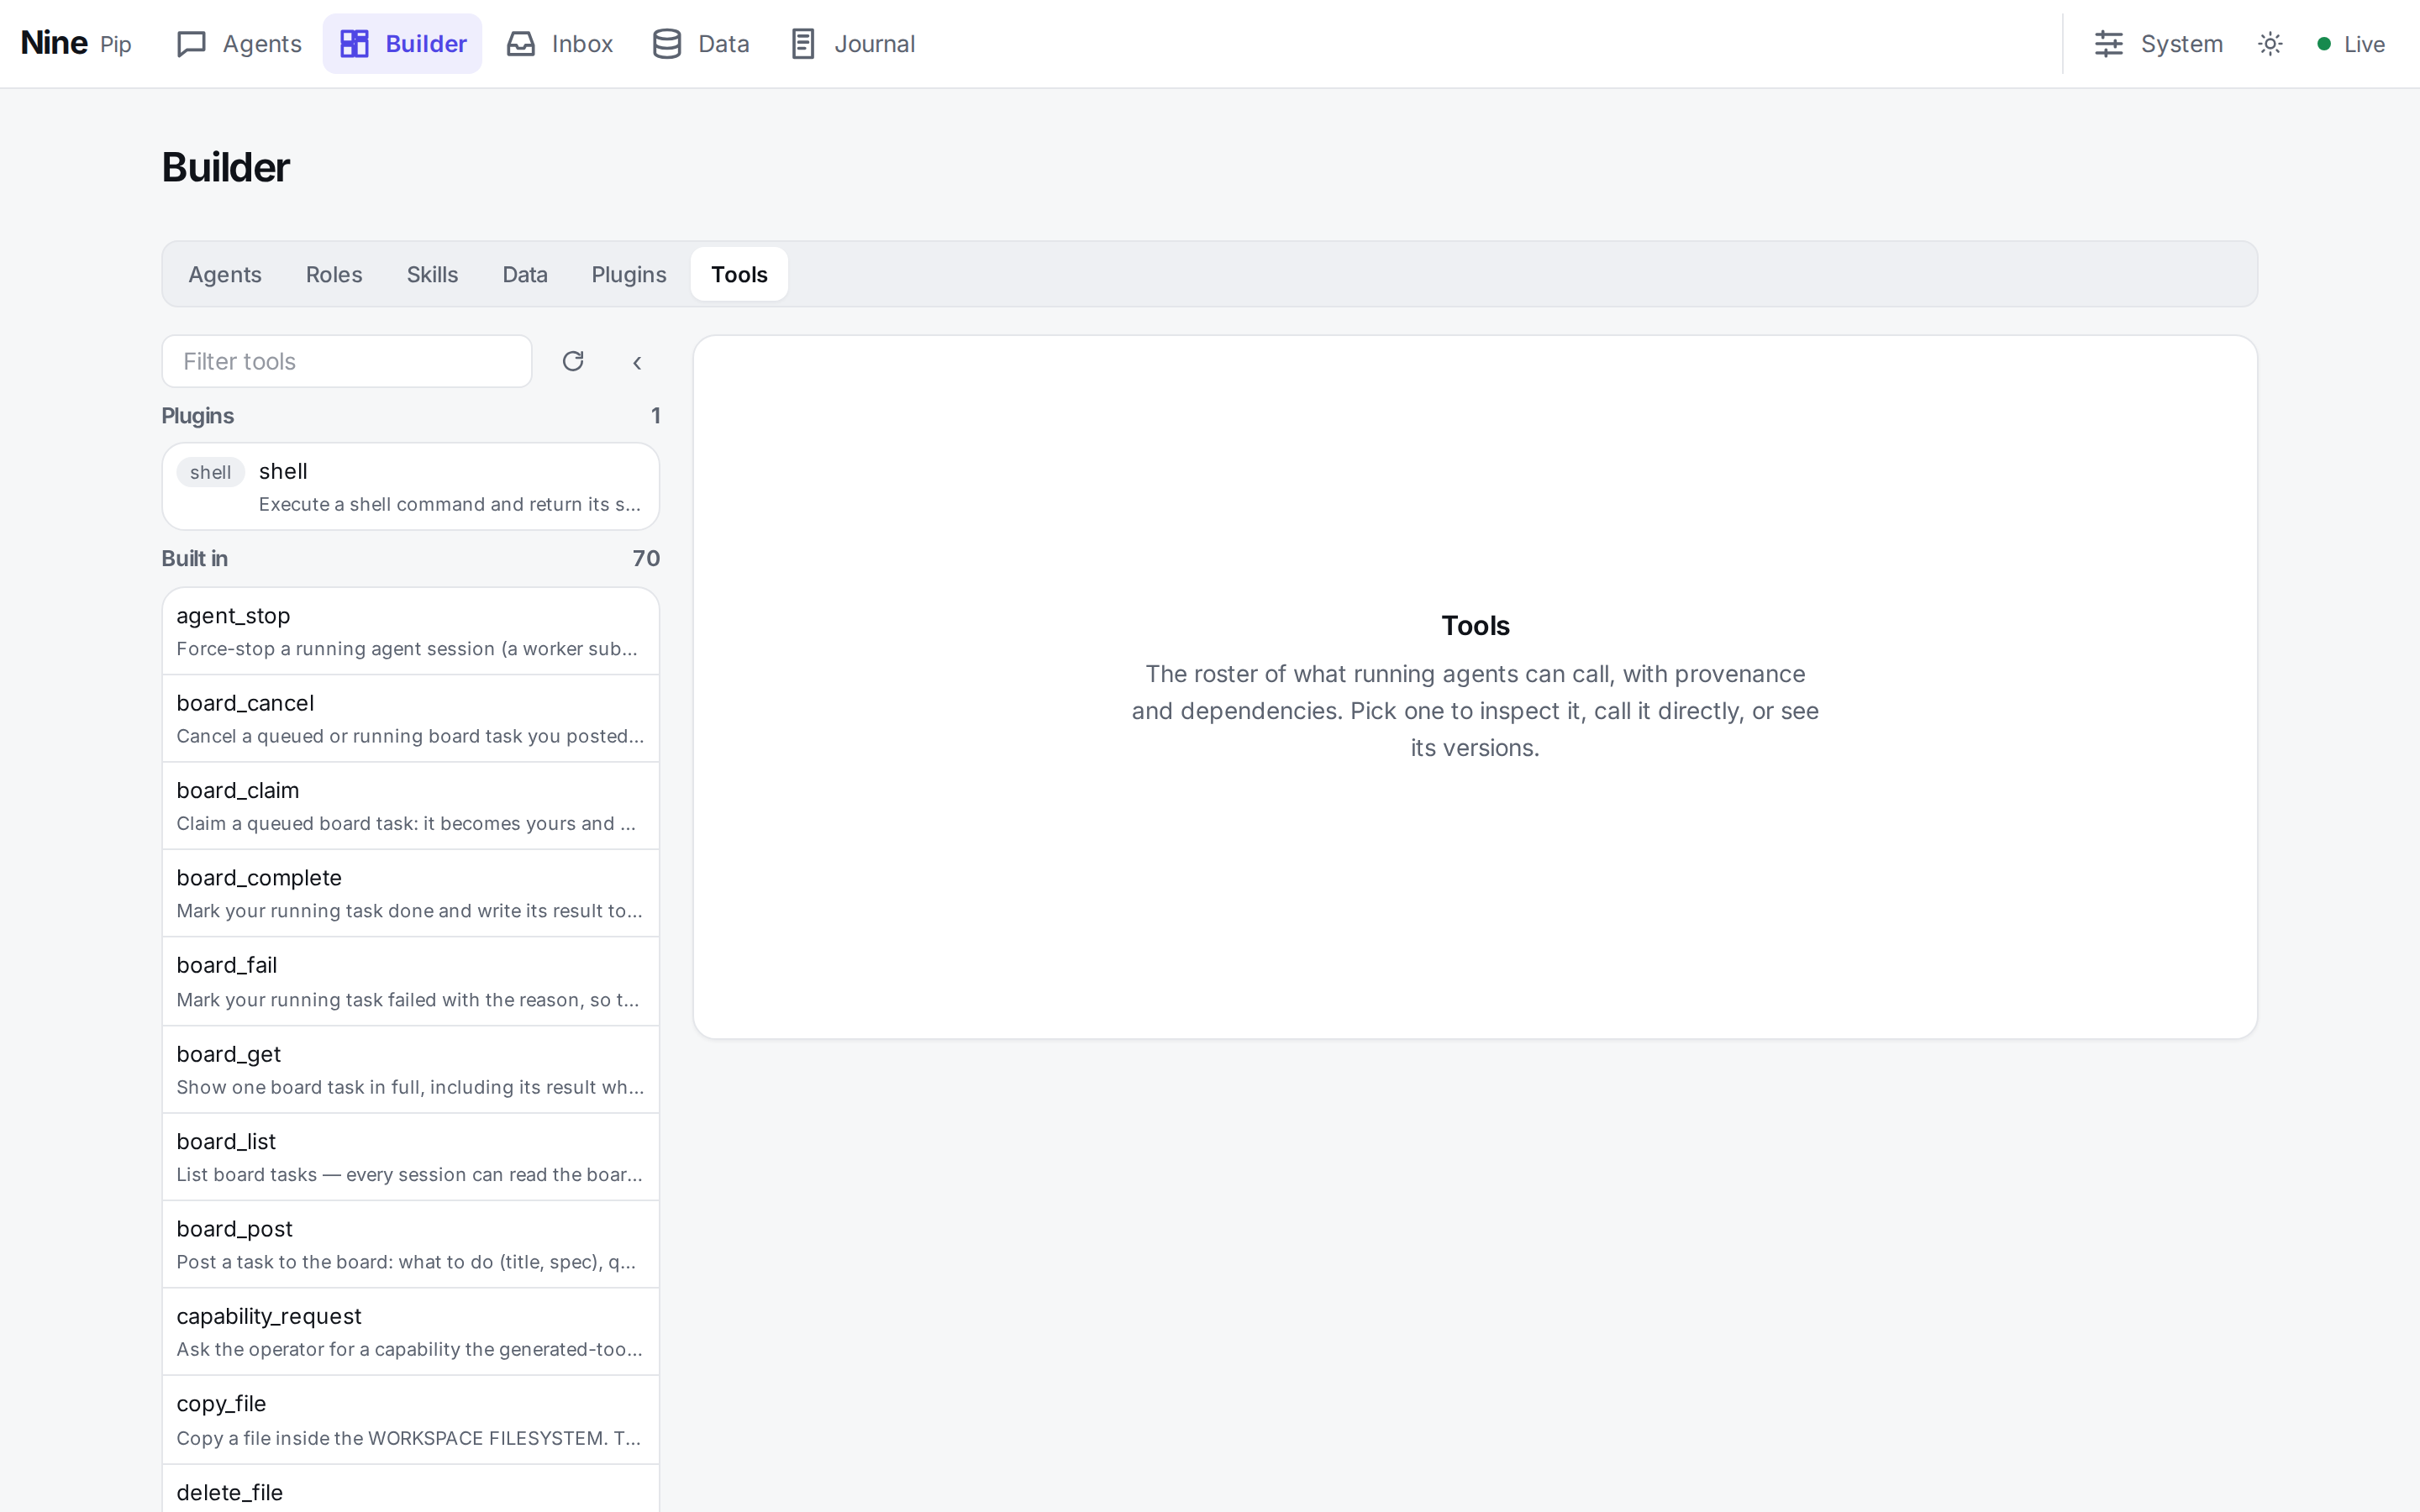 Nine Pip Agents Builder Inbox Data Journal System Live
Builder
Agents Roles Skills Data Plugins Tools
Filter tools
Plugins 1
shell shell
Execute a shell command and return its s...
Built in 70
agent_stop
Force-stop a running agent session (a worker sub...
board_cancel
Cancel a queued or running board task you posted...
board_claim
Claim a queued board task: it becomes yours and ...
board_complete
Mark your running task done and write its result to...
board_fail
Mark your running task failed with the reason, so t...
board_get
Show one board task in full, including its result wh...
board_list
List board tasks — every session can read the boar...
board_post
Post a task to the board: what to do (title, spec), q...
capability_request
Ask the operator for a capability the generated-too...
copy_file
Copy a file inside the WORKSPACE FILESYSTEM. T...
delete_file
Tools
The roster of what running agents can call, with provenance
and dependencies. Pick one to inspect it, call it directly, or see
its versions.